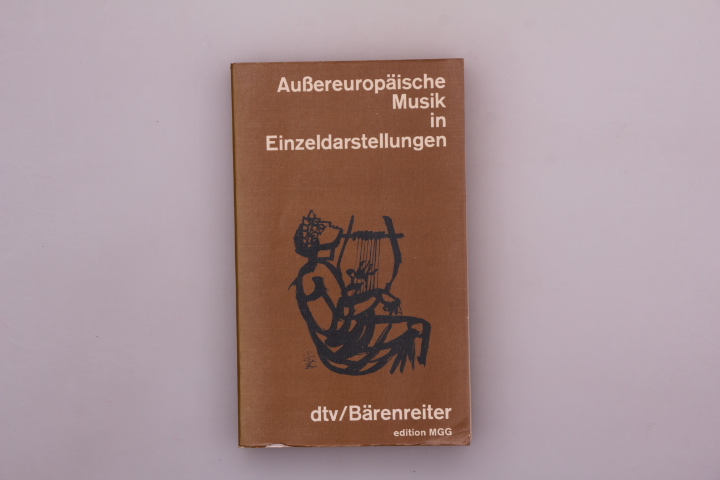 Außereuropäische
Musik
in
Einzeldarstellungen
dtv/Bärenreiter
edition MGG